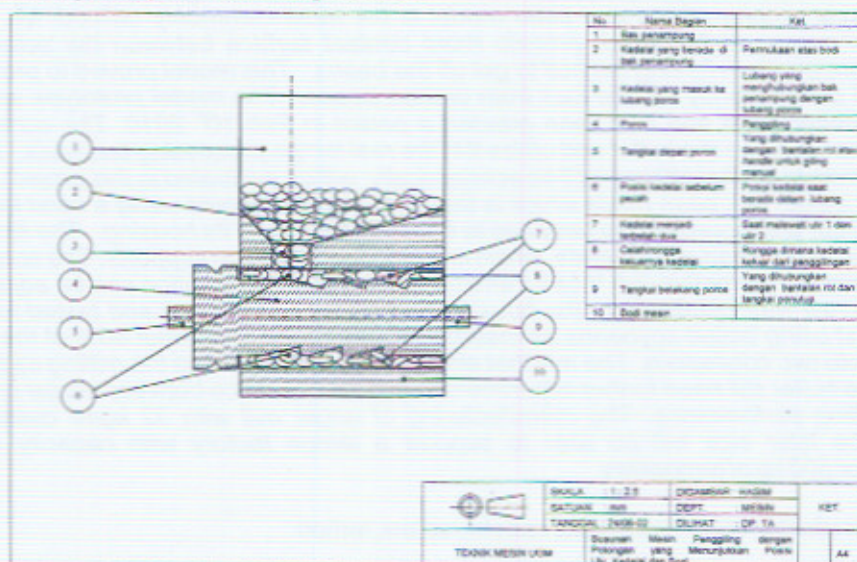 No Nama Bagian Ket.
1 Bak penampung
2 Kedelai yang berada di bak penampung Permukaan atas bodi
3 Kedelai yang masuk ke lubang poros Lubang yang menghubungkan bak penampung dengan lubang poros
4 Poros Penggiling
5 Tangkai depan poros Yang dihubungkan dengan bantalan rol atau handle untuk giling manual
6 Posisi kedelai sebelum pecah Posisi kedelai saat berada dalam lubang poros
7 Kedelai menjadi terbelah dua Saat melewati ulir 1 dan ulir 2
8 keluarnya kedelai Rongga dimana kedelai keluar dari penggilingan
9 Tangkai belakang poros Yang dihubungkan dengan bantalan rol dan tangkai penutup
10 Bodi mesin
1
2
3
4
5
6
7
8
9
10
SKALA : 1 : 2.5 DIGAMBAR : HASIM KET.
SATUAN : mm DEPT. : MESIN
TANGGAL : DILIHAT : DP. TA
TEKNIK MESIN Susunan Mesin Penggiling dengan
Potongan yang Menunjukkan Posisi
Ulir, Kedelai dan
A4